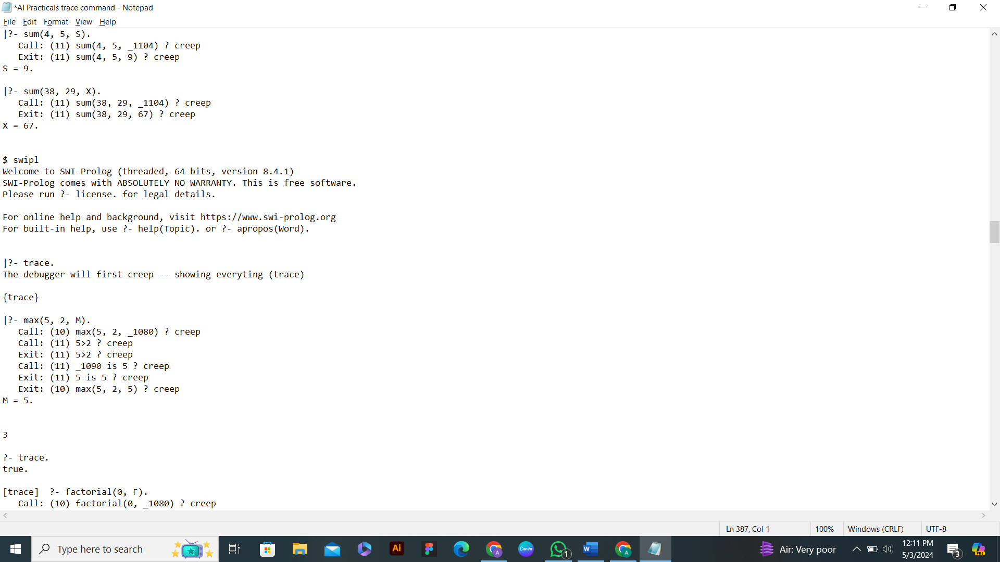 *AI Practicals trace command - Notepad
File Edit Format View Help
|?- sum(4, 5, S).
   Call: (11) sum(4, 5, _1104) ? creep
   Exit: (11) sum(4, 5, 9) ? creep
S = 9.
|?- sum(38, 29, X).
   Call: (11) sum(38, 29, _1104) ? creep
   Exit: (11) sum(38, 29, 67) ? creep
X = 67.
$ swipl
Welcome to SWI-Prolog (threaded, 64 bits, version 8.4.1)
SWI-Prolog comes with ABSOLUTELY NO WARRANTY. This is free software.
Please run ?- license. for legal details.
For online help and background, visit https://www.swi-prolog.org
For built-in help, use ?- help(Topic). or ?- apropos(Word).
|?- trace.
The debugger will first creep -- showing everyting (trace)
{trace}
|?- max(5, 2, M).
   Call: (10) max(5, 2, _1080) ? creep
   Call: (11) 5>2 ? creep
   Exit: (11) 5>2 ? creep
   Call: (11) _1090 is 5 ? creep
   Exit: (11) 5 is 5 ? creep
   Exit: (10) max(5, 2, 5) ? creep
M = 5.
3
?- trace.
true.
[trace]  ?- factorial(0, F).
   Call: (10) factorial(0, _1080) ? creep
Ln 387, Col 1 100% Windows (CRLF) UTF-8
Type here to search
Ai
Canva
1
W
A
A
Air: Very poor
12:11 PM
5/3/2024
3
PRE